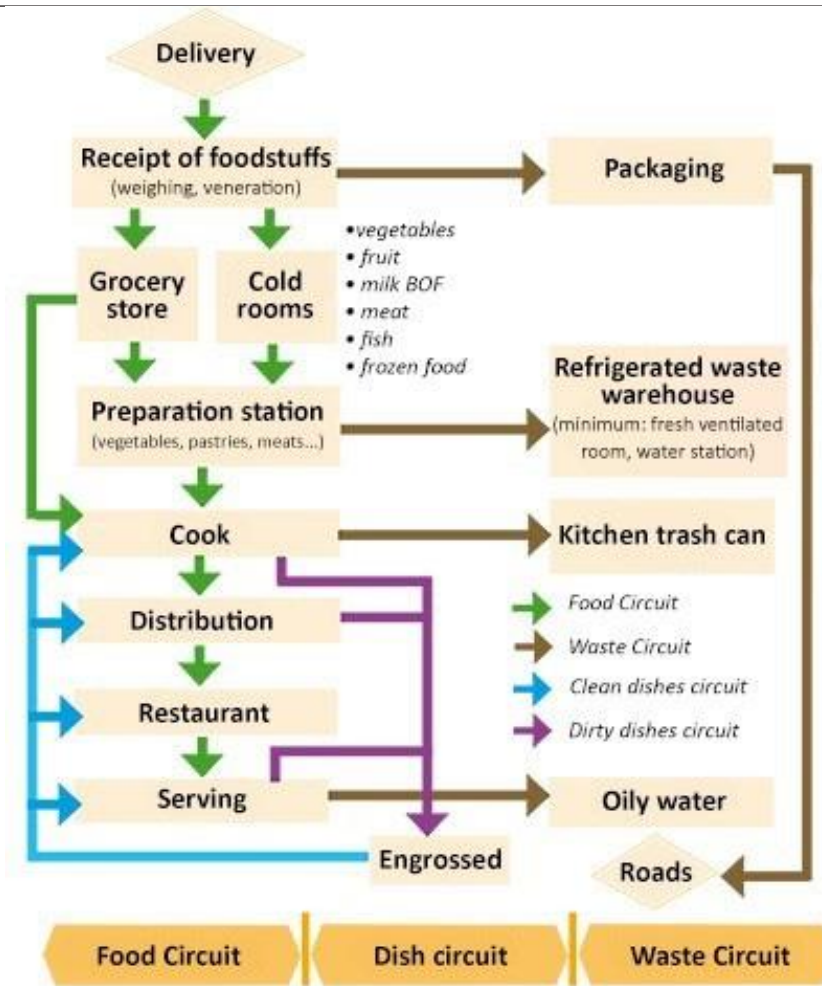 Delivery
Receipt of foodstuffs
(weighing, veneration)
Packaging
Grocery
store
Cold
rooms
•vegetables
• fruit
• milk BOF
• meat
• fish
• frozen food
Preparation station
(vegetables, pastries, meats...)
Refrigerated waste
warehouse
(minimum: fresh ventilated
room, water station)
Cook
Kitchen trash can
Distribution
Restaurant
Serving
Food Circuit
Waste Circuit
Clean dishes circuit
Dirty dishes circuit
Oily water
Engrossed
Roads
Food Circuit
Dish circuit
Waste Circuit